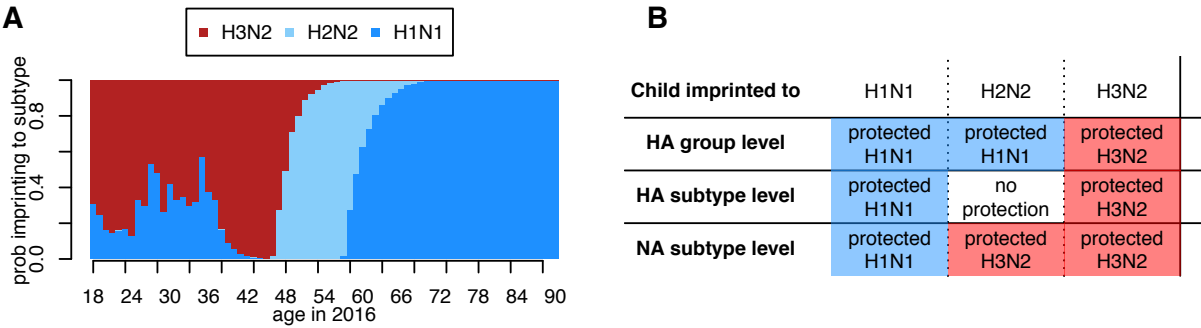 A
H3N2 H2N2 H1N1
prob imprinting to subtype
0.0 0.4 0.8
18 24 30 36 42 48 54 60 66 72 78 84 90
age in 2016
B
Child imprinted to H1N1 H2N2 H3N2
HA group level protected H1N1 protected H1N1 protected H3N2
HA subtype level protected H1N1 no protection protected H3N2
NA subtype level protected H1N1 protected H3N2 protected H3N2